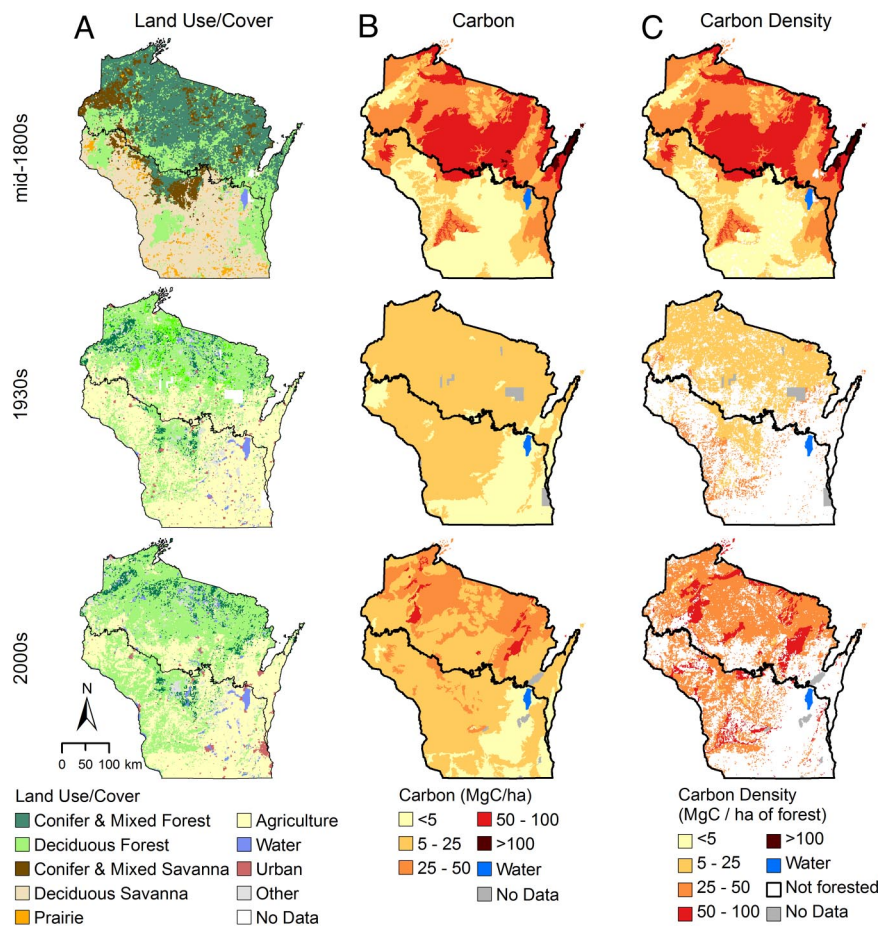 A Land Use/Cover
B Carbon
C Carbon Density
mid-1800s
1930s
2000s
N
0 50 100 km
Land Use/Cover
Conifer & Mixed Forest
Deciduous Forest
Conifer & Mixed Savanna
Deciduous Savanna
Prairie
Agriculture
Water
Urban
Other
No Data
Carbon (MgC/ha)
<5
5 - 25
25 - 50
50 - 100
>100
Water
No Data
Carbon Density
(MgC / ha of forest)
<5
5 - 25
25 - 50
50 - 100
>100
Water
Not forested
No Data